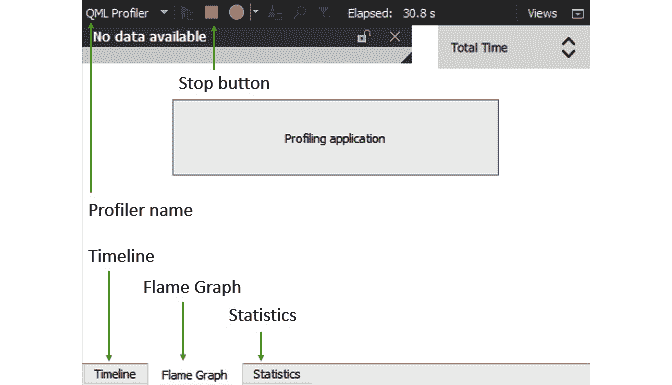 QML Profiler Elapsed: 30.8 s Views
No data available
Total Time
Stop button
Profiling application
Profiler name
Timeline
Flame Graph
Statistics
Timeline Flame Graph Statistics